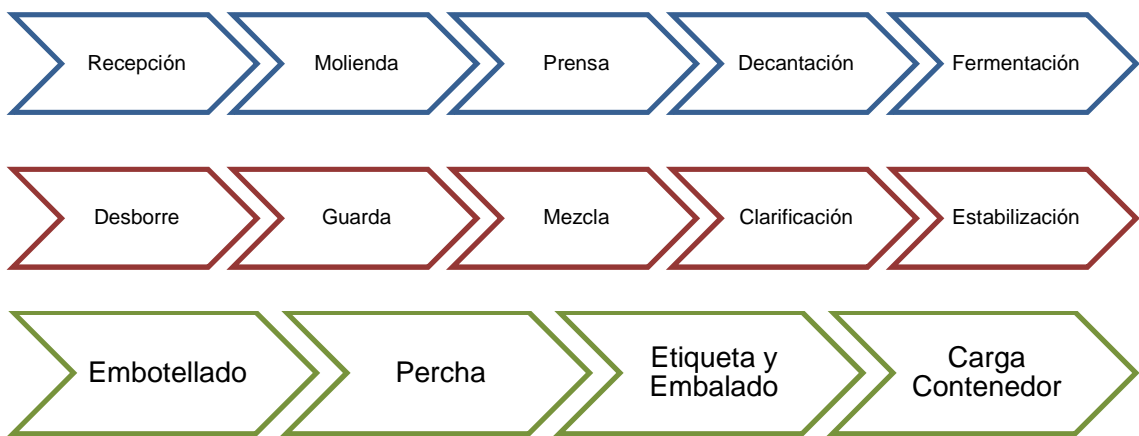 Recepción
Molienda
Prensa
Decantación
Fermentación
Desborre
Guarda
Mezcla
Clarificación
Estabilización
Embotellado
Percha
Etiqueta y
Embalado
Carga
Contenedor